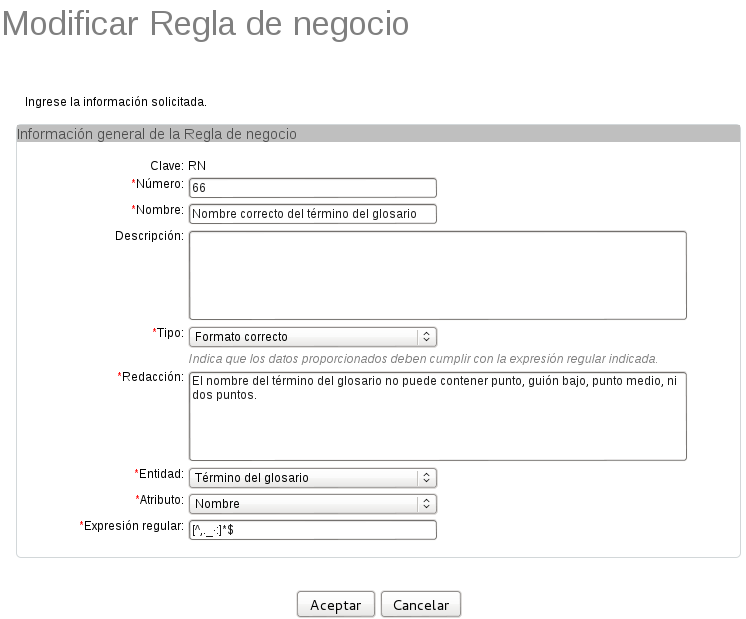 Modificar Regla de negocio
Ingrese la información solicitada.
Información general de la Regla de negocio
Clave: RN
*Número: 66
*Nombre: Nombre correcto del término del glosario
Descripción:
*Tipo: Formato correcto
Indica que los datos proporcionados deben cumplir con la expresión regular indicada.
*Redacción: El nombre del término del glosario no puede contener punto, guión bajo, punto medio, ni
dos puntos.
*Entidad: Término del glosario
*Atributo: Nombre
*Expresión regular: [^,._·:]*$
Aceptar Cancelar